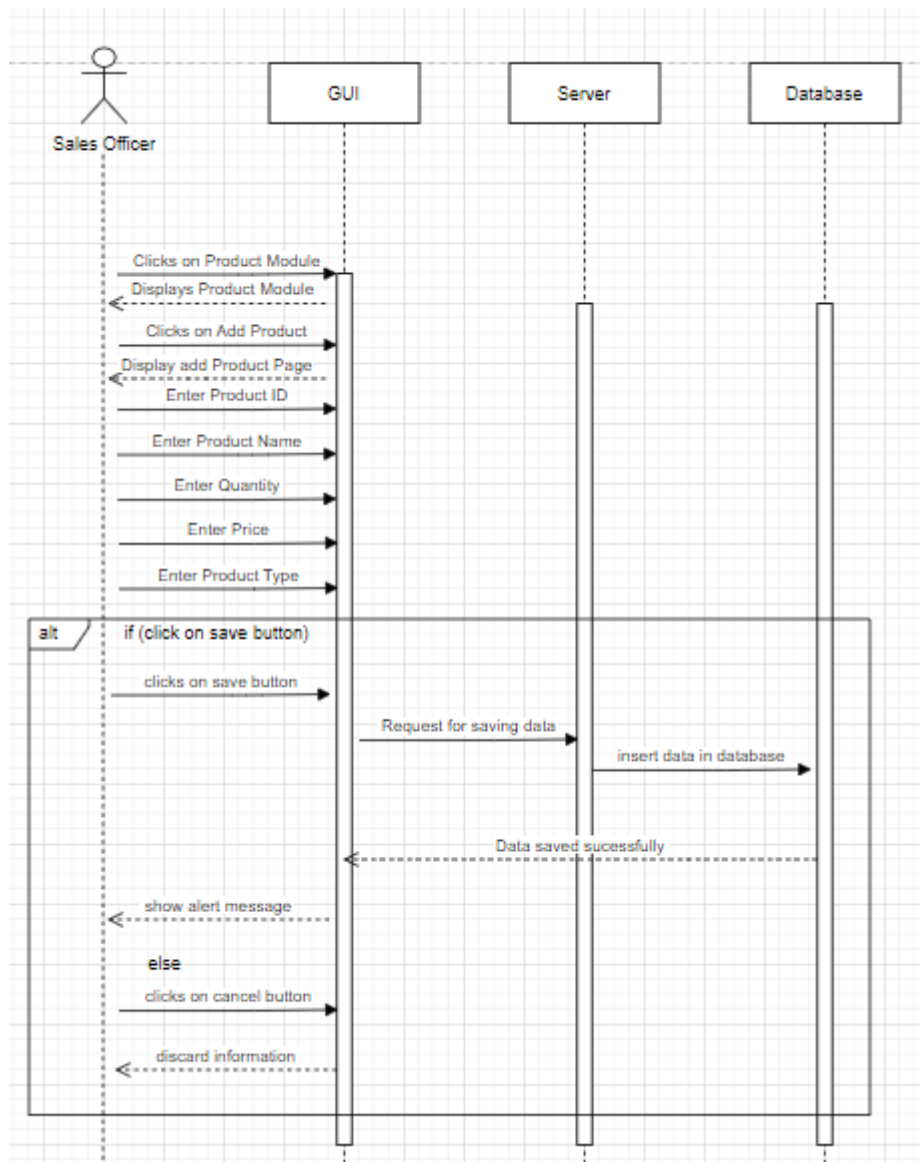 GUI
Server
Database
Sales Officer
Clicks on Product Module
Displays Product Module
Clicks on Add Product
Display add Product Page
Enter Product ID
Enter Product Name
Enter Quantity
Enter Price
Enter Product Type
alt
if (click on save button)
clicks on save button
Request for saving data
insert data in database
Data saved sucessfully
show alert message
else
clicks on cancel button
discard information